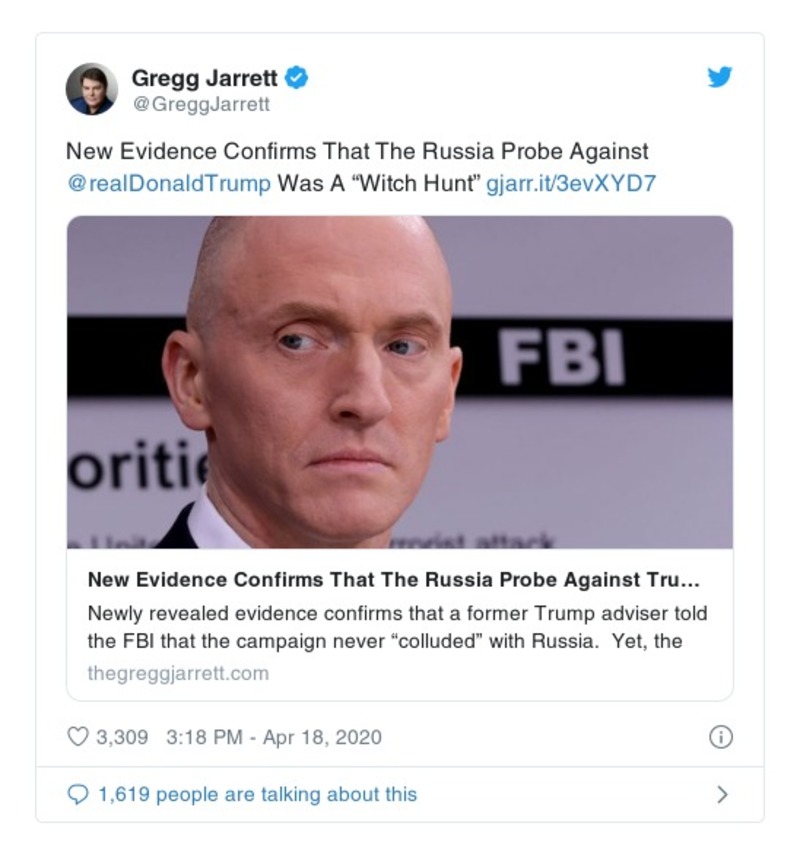 Gregg Jarrett
@GreggJarrett
New Evidence Confirms That The Russia Probe Against
@realDonaldTrump Was A “Witch Hunt” gjarr.it/3evXYD7
FBI
oritie
rrorist attack
New Evidence Confirms That The Russia Probe Against Tru...
Newly revealed evidence confirms that a former Trump adviser told
the FBI that the campaign never “colluded” with Russia.  Yet, the
thegreggjarrett.com
3,309 3:18 PM - Apr 18, 2020
1,619 people are talking about this